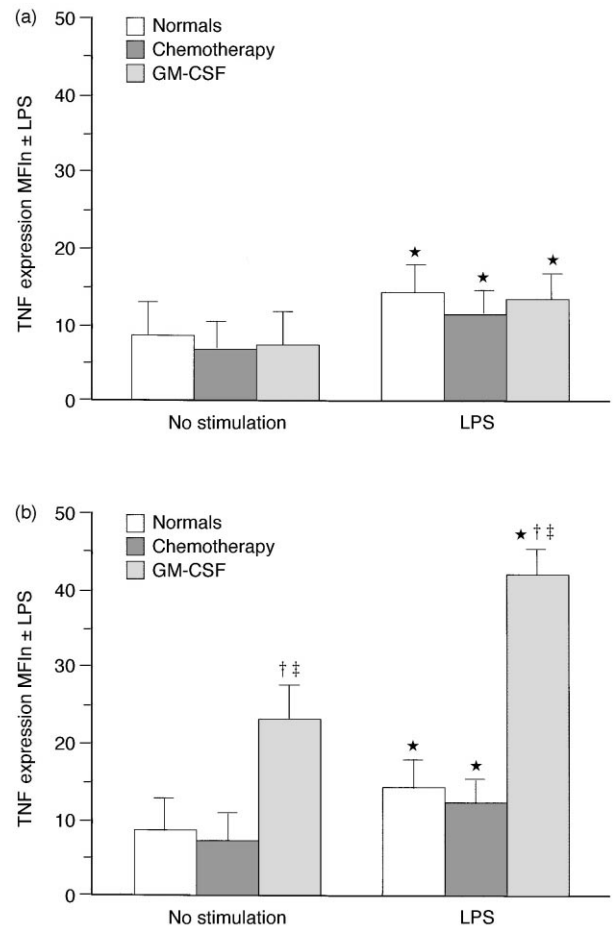 (a)
50
40
30
20
10
0
TNF expression MFIn ± LPS
Normals
Chemotherapy
GM-CSF
★
★
★
No stimulation
LPS
(b)
50
40
30
20
10
0
TNF expression MFIn ± LPS
Normals
Chemotherapy
GM-CSF
† ‡
★
★
★ † ‡
No stimulation
LPS